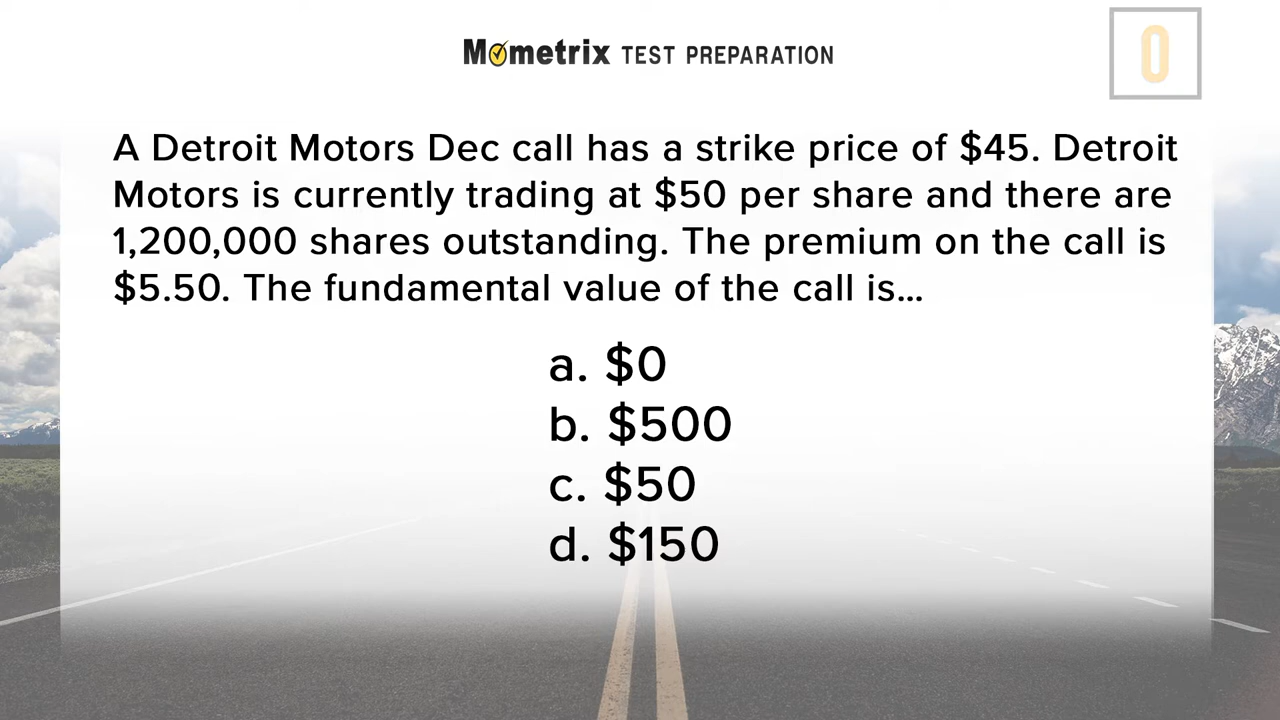 Mometrix TEST PREPARATION
0
A Detroit Motors Dec call has a strike price of $45. Detroit
Motors is currently trading at $50 per share and there are
1,200,000 shares outstanding. The premium on the call is
$5.50. The fundamental value of the call is...
a. $0
b. $500
c. $50
d. $150